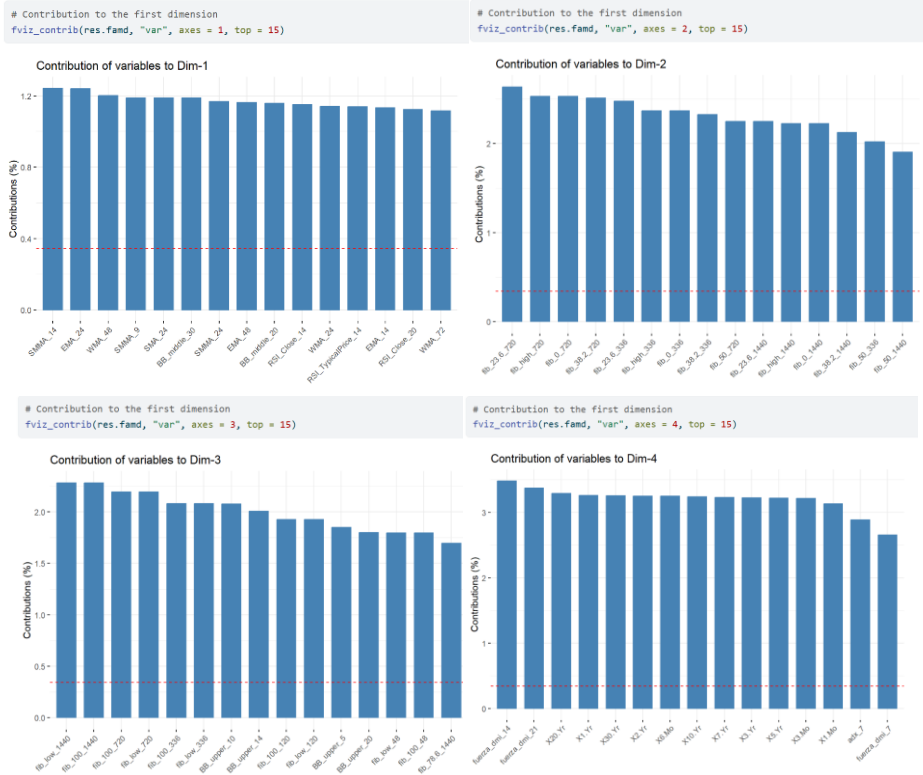 # Contribution to the first dimension
fviz_contrib(res.famd, "var", axes = 1, top = 15)
Contribution of variables to Dim-1
Contributions (%)
1.2
0.8
0.4
0.0
SMMA_14
EMA_24
WMA_48
SMMA_9
SMA_24
BB_middle_30
SMMA_24
EMA_48
BB_middle_20
RSI_Close_14
WMA_24
RSI_TypicalPrice_14
EMA_14
RSI_Close_20
WMA_72
# Contribution to the first dimension
fviz_contrib(res.famd, "var", axes = 2, top = 15)
Contribution of variables to Dim-2
Contributions (%)
2
1
0
fib_23.6_720
fib_high_720
fib_0_720
fib_38.2_720
fib_23.6_336
fib_high_336
fib_0_336
fib_38.2_336
fib_50_720
fib_23.6_1440
fib_high_1440
fib_0_1440
fib_38.2_1440
fib_50_336
fib_50_1440
# Contribution to the first dimension
fviz_contrib(res.famd, "var", axes = 3, top = 15)
Contribution of variables to Dim-3
Contributions (%)
2.0
1.5
1.0
0.5
0.0
fib_low_1440
fib_100_1440
fib_100_720
fib_low_720
fib_100_336
fib_low_336
BB_upper_10
BB_upper_14
fib_100_120
fib_low_120
BB_upper_5
BB_upper_20
fib_low_48
fib_100_48
fib_78.6_1440
# Contribution to the first dimension
fviz_contrib(res.famd, "var", axes = 4, top = 15)
Contribution of variables to Dim-4
Contributions (%)
3
2
1
0
fuerza_dmi_14
fuerza_dmi_21
X20.Yr
X1.Yr
X30.Yr
X2.Yr
X6.Mo
X10.Yr
X7.Yr
X3.Yr
X5.Yr
X3.Mo
X1.Mo
adx_7
fuerza_dmi_7